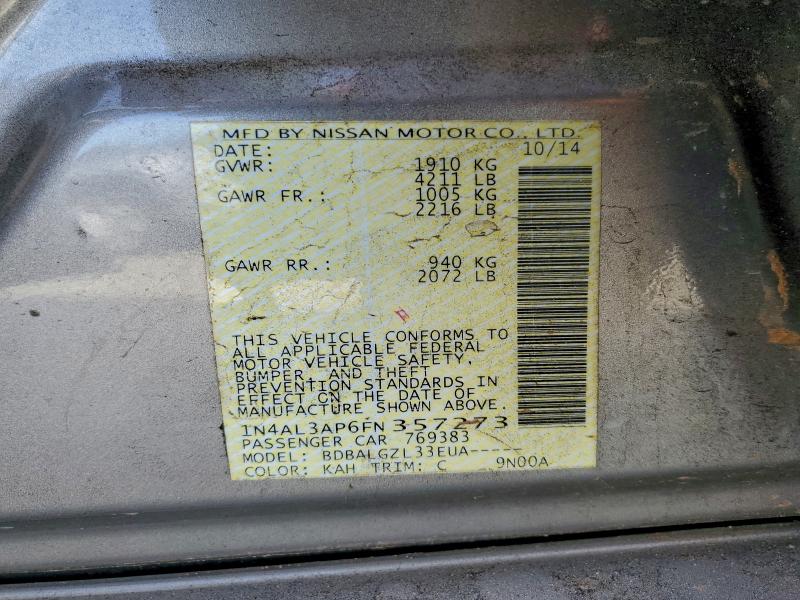 MFD BY NISSAN MOTOR CO., LTD.
DATE: 10/14
GVWR: 1910 KG
4211 LB
GAWR FR.: 1005 KG
2216 LB
GAWR RR.: 940 KG
2072 LB
THIS VEHICLE CONFORMS TO
ALL APPLICABLE FEDERAL
MOTOR VEHICLE SAFETY,
BUMPER, AND THEFT
PREVENTION STANDARDS IN
EFFECT ON THE DATE OF
MANUFACTURE SHOWN ABOVE.
1N4AL3AP6FN 357273
PASSENGER CAR 769383
MODEL: BDBALGZL33EUA-----
COLOR: KAH TRIM: C 9N00A